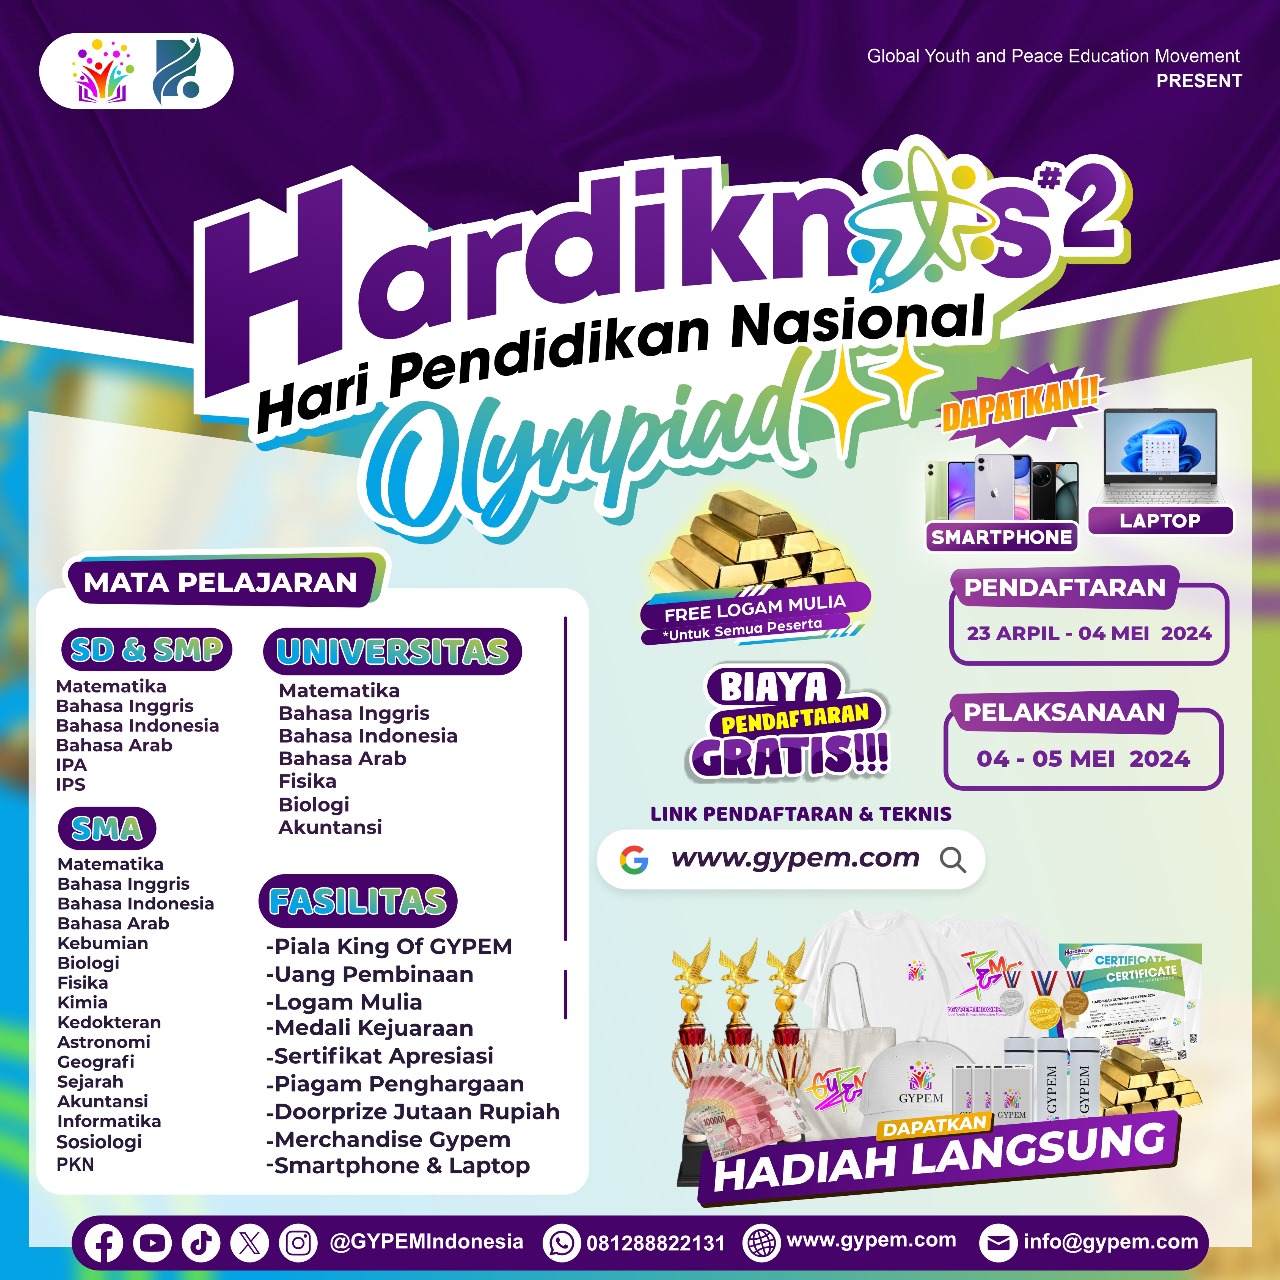 Global Youth and Peace Education Movement
PRESENT
Hardiknas #2
Hari Pendidikan Nasional
Olympiad
DAPATKAN!!
SMARTPHONE
LAPTOP
FREE LOGAM MULIA
*Untuk Semua Peserta
BIAYA
PENDAFTARAN
GRATIS!!!
PENDAFTARAN
23 ARPIL - 04 MEI 2024
PELAKSANAAN
04 - 05 MEI 2024
LINK PENDAFTARAN & TEKNIS
www.gypem.com
MATA PELAJARAN
SD & SMP
Matematika
Bahasa Inggris
Bahasa Indonesia
Bahasa Arab
IPA
IPS
SMA
Matematika
Bahasa Inggris
Bahasa Indonesia
Bahasa Arab
Kebumian
Biologi
Fisika
Kimia
Kedokteran
Astronomi
Geografi
Sejarah
Akuntansi
Informatika
Sosiologi
PKN
UNIVERSITAS
Matematika
Bahasa Inggris
Bahasa Indonesia
Bahasa Arab
Fisika
Biologi
Akuntansi
FASILITAS
-Piala King Of GYPEM
-Uang Pembinaan
-Logam Mulia
-Medali Kejuaraan
-Sertifikat Apresiasi
-Piagam Penghargaan
-Doorprize Jutaan Rupiah
-Merchandise Gypem
-Smartphone & Laptop
CERTIFICATE
CERTIFICATE
GYPEM
GYPEM
GYPEM
GYPEM
100000
DAPATKAN
HADIAH LANGSUNG
@GYPEMIndonesia
081288822131
www.gypem.com
info@gypem.com